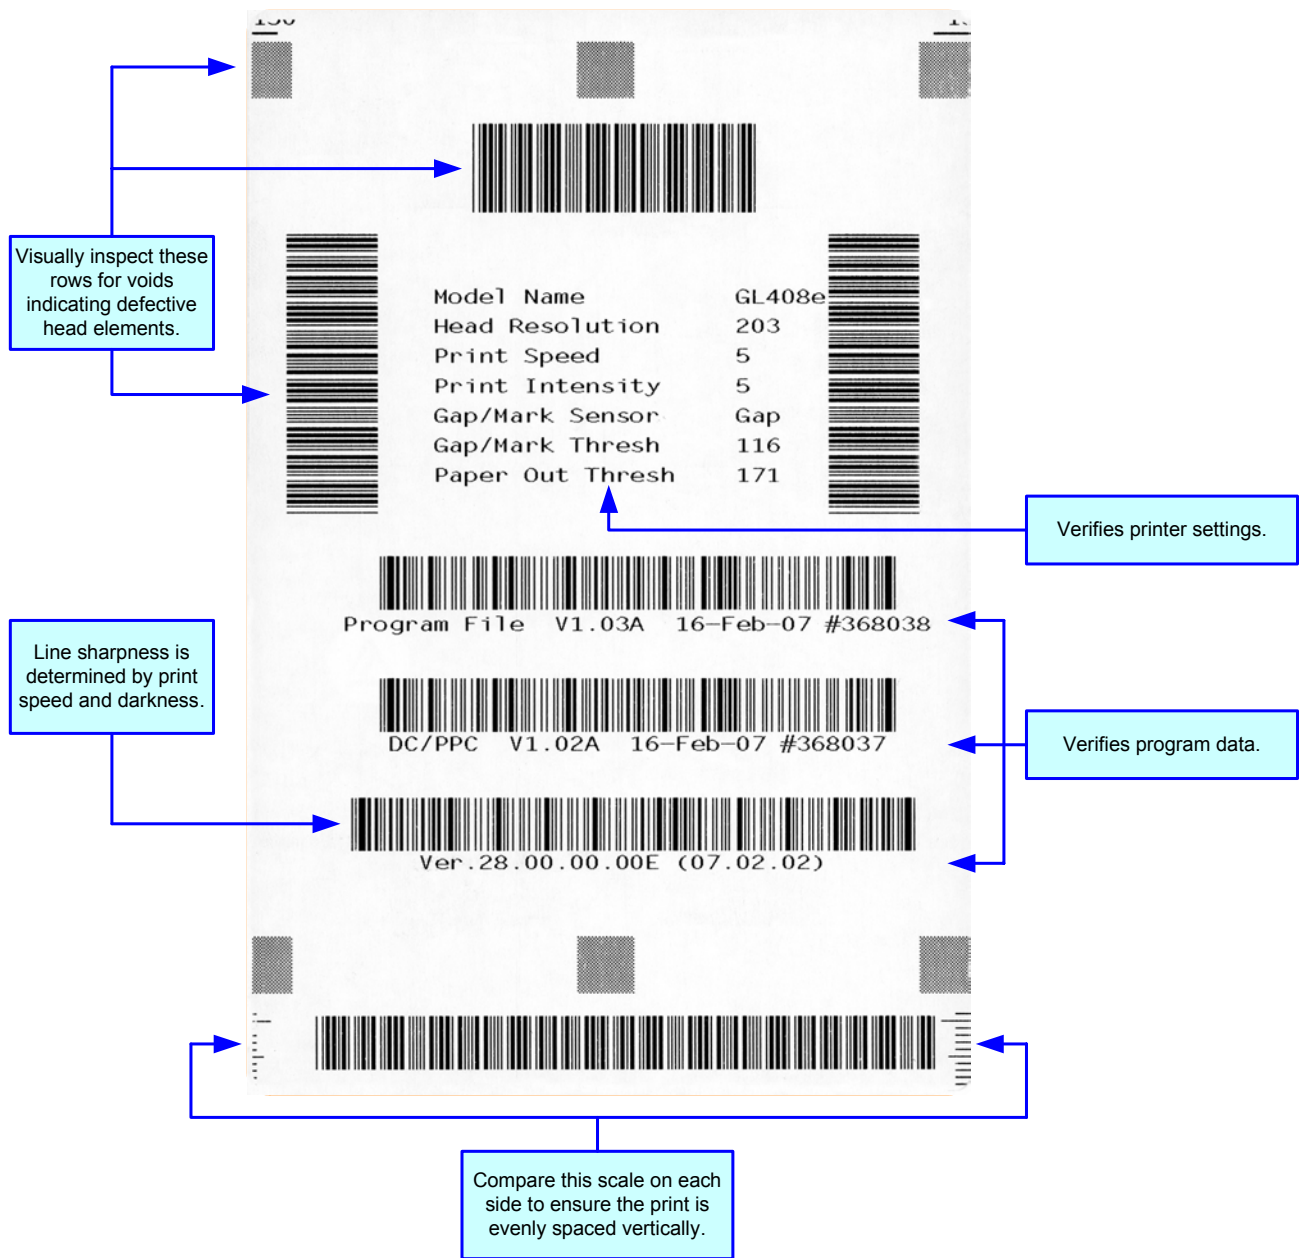 130
Visually inspect these
rows for voids
indicating defective
head elements.
Model Name GL408e
Head Resolution 203
Print Speed 5
Print Intensity 5
Gap/Mark Sensor Gap
Gap/Mark Thresh 116
Paper Out Thresh 171
Verifies printer settings.
Program File V1.03A 16-Feb-07 #368038
Line sharpness is
determined by print
speed and darkness.
DC/PPC V1.02A 16-Feb-07 #368037
Verifies program data.
Ver.28.00.00.00E (07.02.02)
Compare this scale on each
side to ensure the print is
evenly spaced vertically.